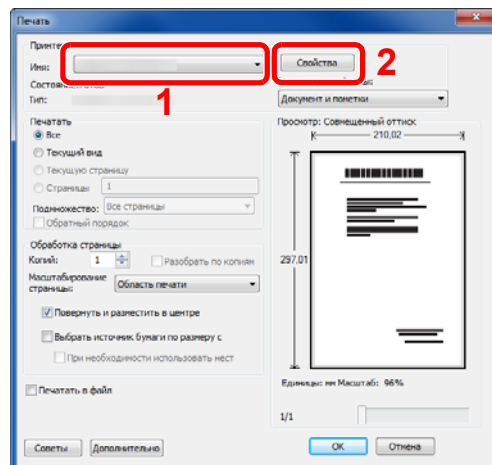 Печать
Принте
Имя:
1
Свойства
2
Тип:
Документ и пометки
Печатать
Все
Текущий вид
Текущую страницу
Страницы 1
Подмножество: Все страницы
Обратный порядок
Обработка страницы
Копий: 1 Разобрать по копиям
Масштабирование страницы: Область печати
Повернуть и разместить в центре
Выбрать источник бумаги по размеру с
При необходимости использовать нест
Печатать в файл
Просмотр: Совмещенный оттиск
210,02
297,01
Единицы: мм Масштаб: 96%
1/1
Советы Дополнительно
OK Отмена